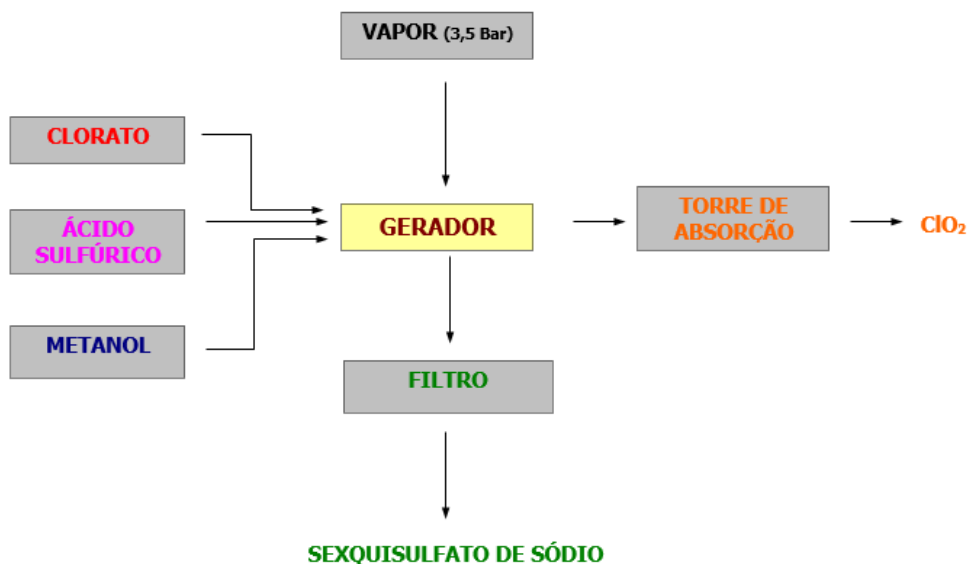 VAPOR (3,5 Bar)
CLORATO
ÁCIDO
SULFÚRICO
METANOL
GERADOR
TORRE DE
ABSORÇÃO
ClO₂
FILTRO
SEXQUISULFATO DE SÓDIO